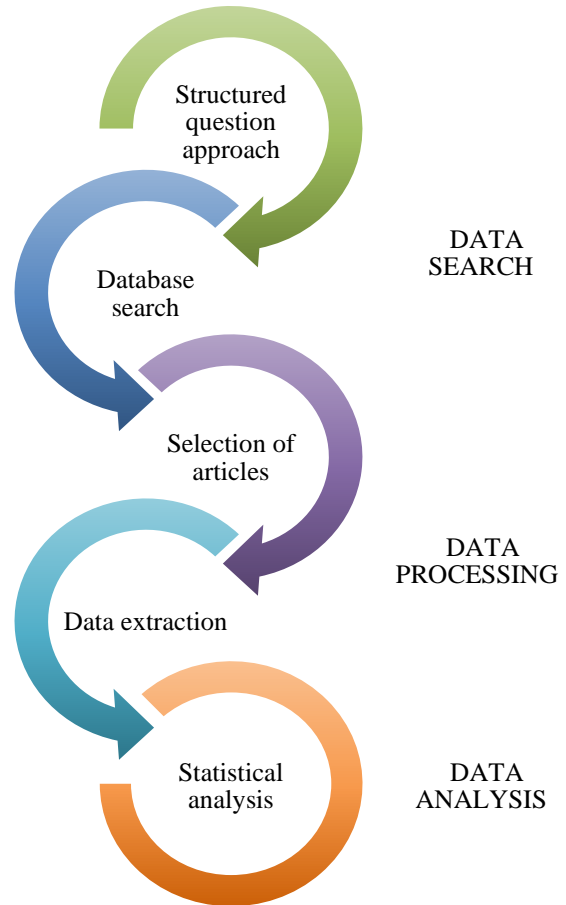 Structured
question
approach
DATA
SEARCH
Database
search
Selection of
articles
DATA
PROCESSING
Data extraction
Statistical
analysis
DATA
ANALYSIS